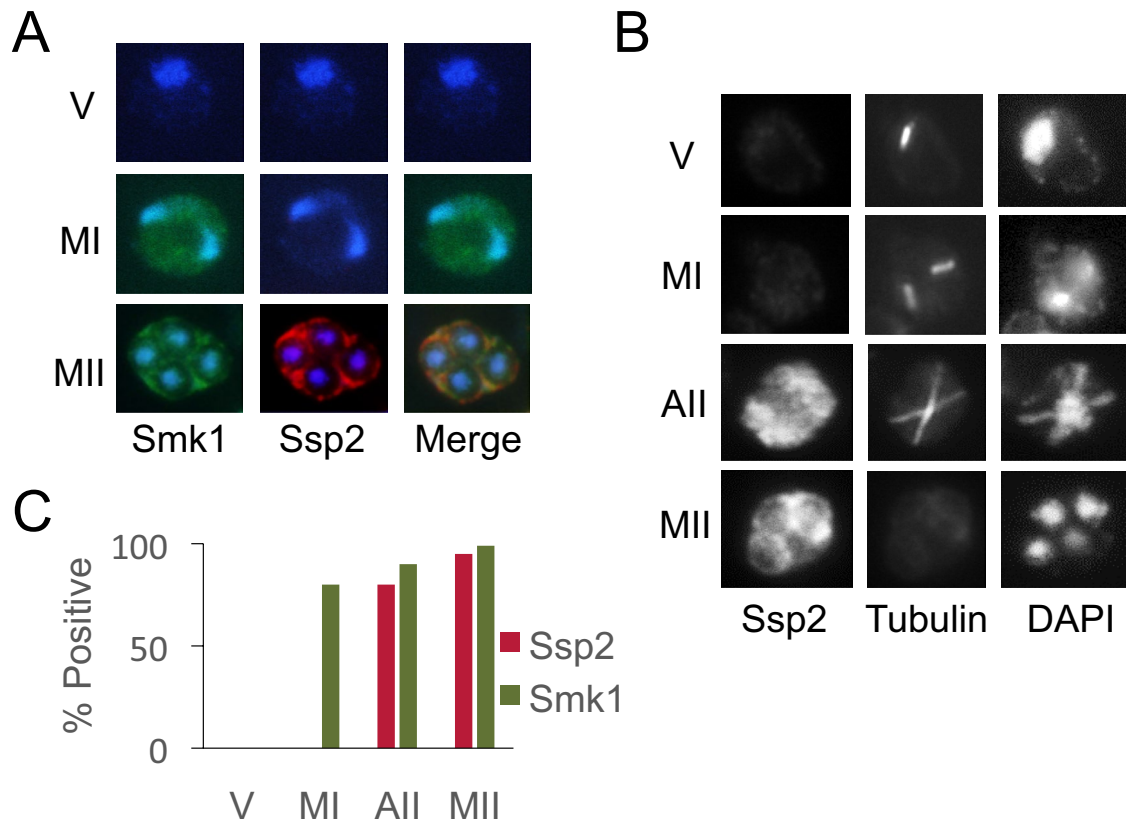 A
V
MI
MII
Smk1 Ssp2 Merge
B
V
MI
AII
MII
Ssp2 Tubulin DAPI
C
% Positive
100
50
0
V MI AII MII
Ssp2
Smk1